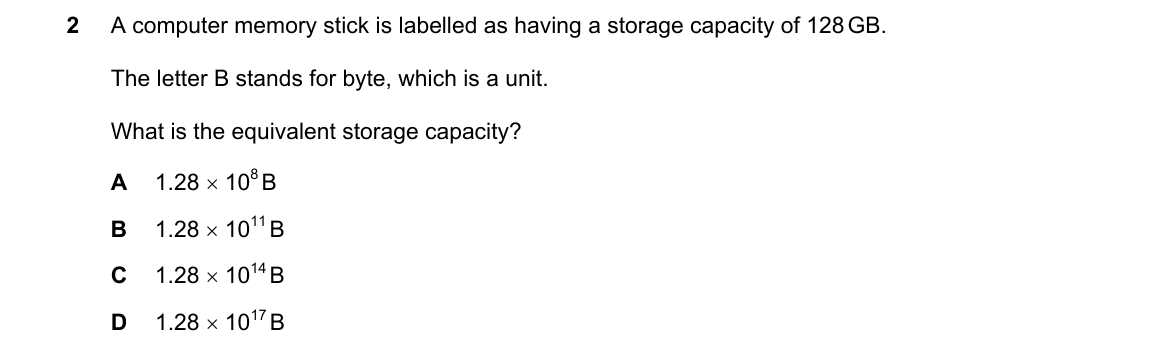 2 A computer memory stick is labelled as having a storage capacity of 128 GB.
The letter B stands for byte, which is a unit.
What is the equivalent storage capacity?
A 1.28 × 10⁸ B
B 1.28 × 10¹¹ B
C 1.28 × 10¹⁴ B
D 1.28 × 10¹⁷ B